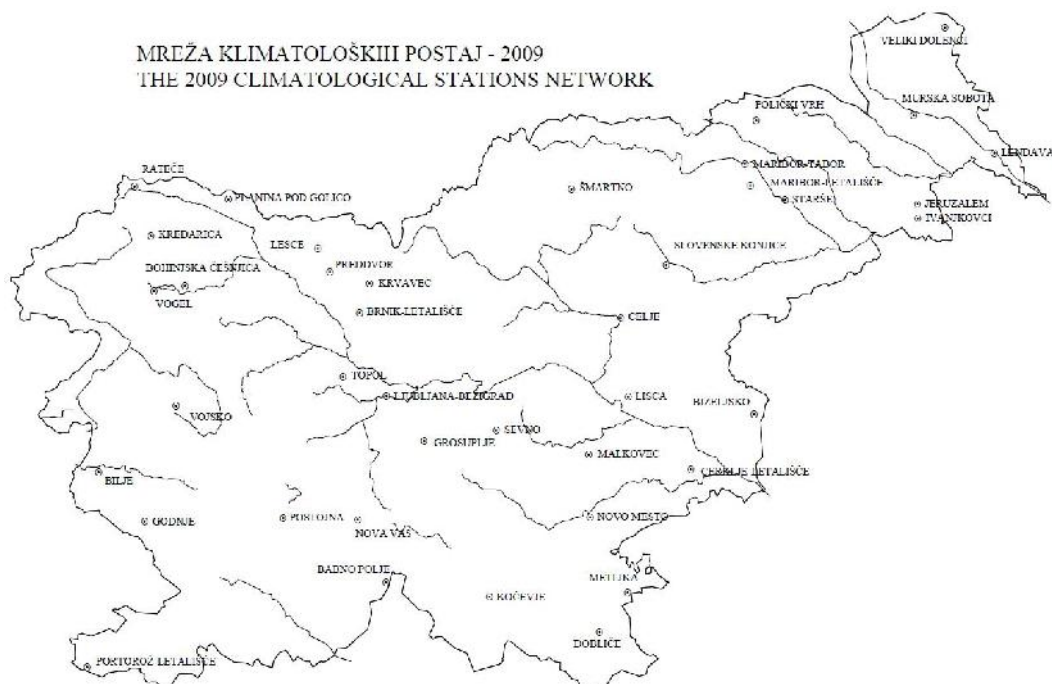 MREŽA KLIMATOLOŠKIH POSTAJ - 2009
THE 2009 CLIMATOLOGICAL STATIONS NETWORK
VELIKI DOLENCI
MURSKA SOBOTA
POLIČKI VRH
LENDAVA
MARIBOR-TABOR
RATEČE
MARIBOR-LETALIŠČE
ŠMARTNO
PLANINA POD GOLICO
STARŠE
JERUZALEM
IVANJKOVCI
KREDARICA
LESCE
SLOVENSKE KONJICE
BOHINJSKA ČEŠNJICA
PREDDVOR
KRVAVEC
VOGEL
BRNIK-LETALIŠČE
CELJE
TOPOL
LJUBLJANA-BEŽIGRAD
LISCA
BIZELJSKO
VOJSKO
SEVNO
GROSUPLJE
MALKOVEC
CERKLJE LETALIŠČE
BILJE
GODNJE
POSTOJNA
NOVA VAS
NOVO MESTO
BABNO POLJE
METLIKA
KOČEVJE
DOBLIČE
PORTOROŽ LETALIŠČE